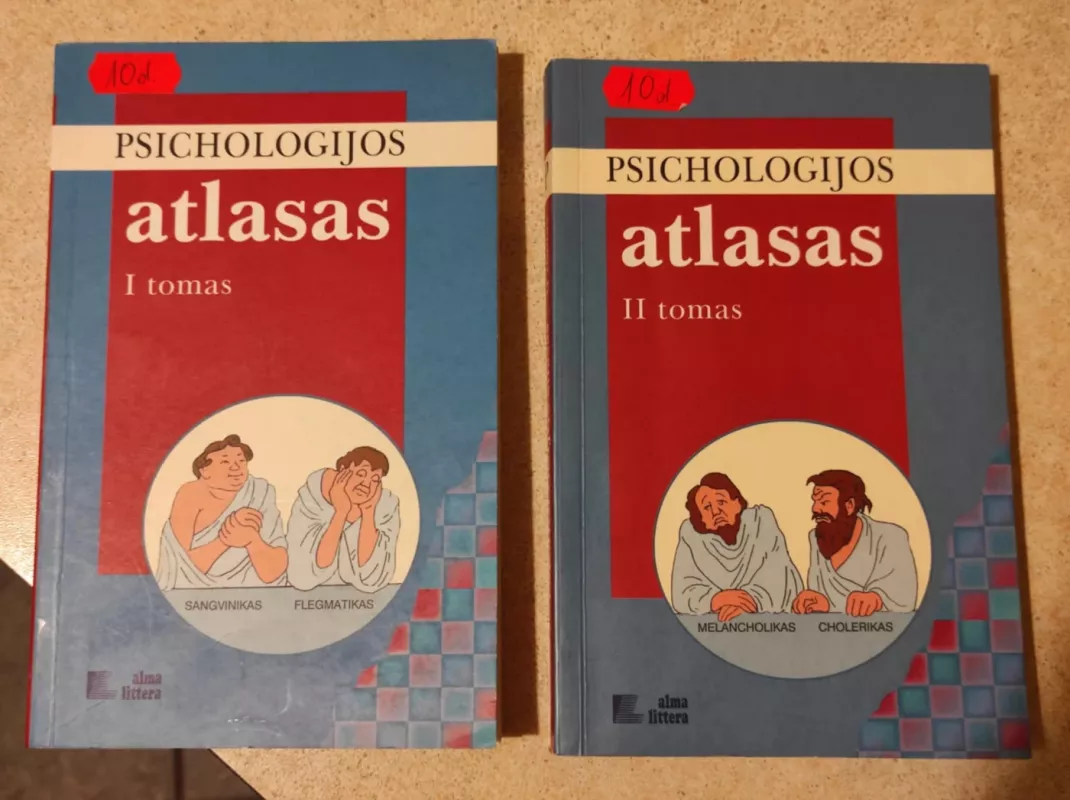 10d.
PSICHOLOGIJOS
atlasas
I tomas
SANGVINIKAS FLEGMATIKAS
alma
littera
10d
PSICHOLOGIJOS
atlasas
II tomas
MELANCHOLIKAS CHOLERIKAS
alma
littera